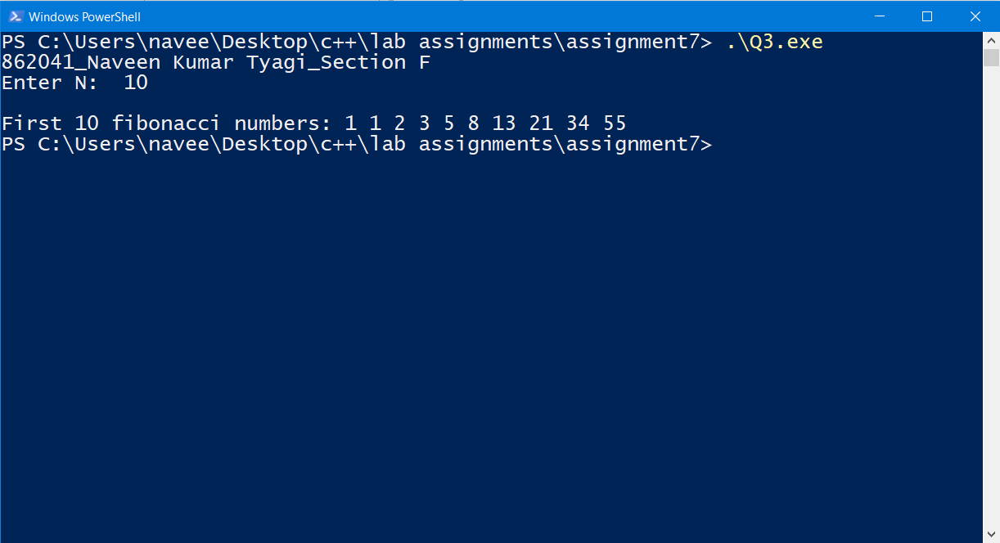 Windows PowerShell
PS C:\Users\navee\Desktop\c++\lab assignments\assignment7> .\Q3.exe
862041_Naveen Kumar Tyagi_Section F
Enter N:  10
First 10 fibonacci numbers: 1 1 2 3 5 8 13 21 34 55
PS C:\Users\navee\Desktop\c++\lab assignments\assignment7>